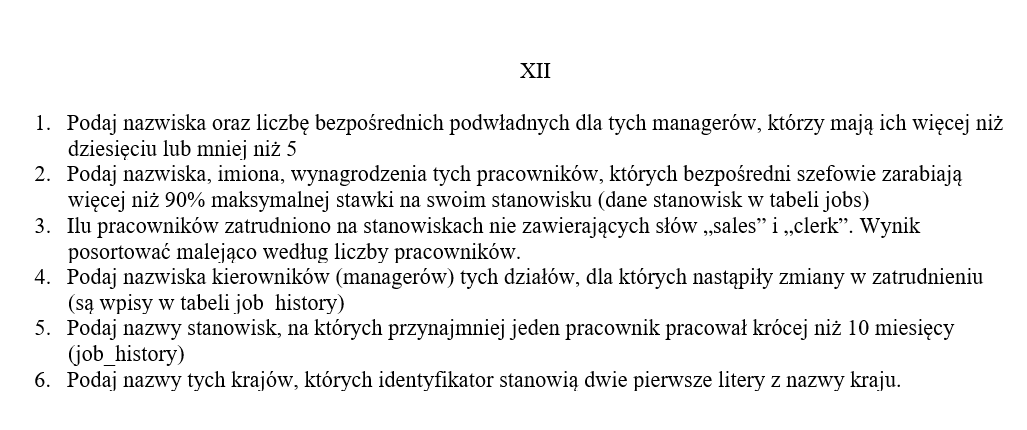 XII
1. Podaj nazwiska oraz liczbę bezpośrednich podwładnych dla tych managerów, którzy mają ich więcej niż
dziesięciu lub mniej niż 5
2. Podaj nazwiska, imiona, wynagrodzenia tych pracowników, których bezpośredni szefowie zarabiają
więcej niż 90% maksymalnej stawki na swoim stanowisku (dane stanowisk w tabeli jobs)
3. Ilu pracowników zatrudniono na stanowiskach nie zawierających słów „sales” i „clerk”. Wynik
posortować malejąco według liczby pracowników.
4. Podaj nazwiska kierowników (managerów) tych działów, dla których nastąpiły zmiany w zatrudnieniu
(są wpisy w tabeli job history)
5. Podaj nazwy stanowisk, na których przynajmniej jeden pracownik pracował krócej niż 10 miesięcy
(job_history)
6. Podaj nazwy tych krajów, których identyfikator stanowią dwie pierwsze litery z nazwy kraju.